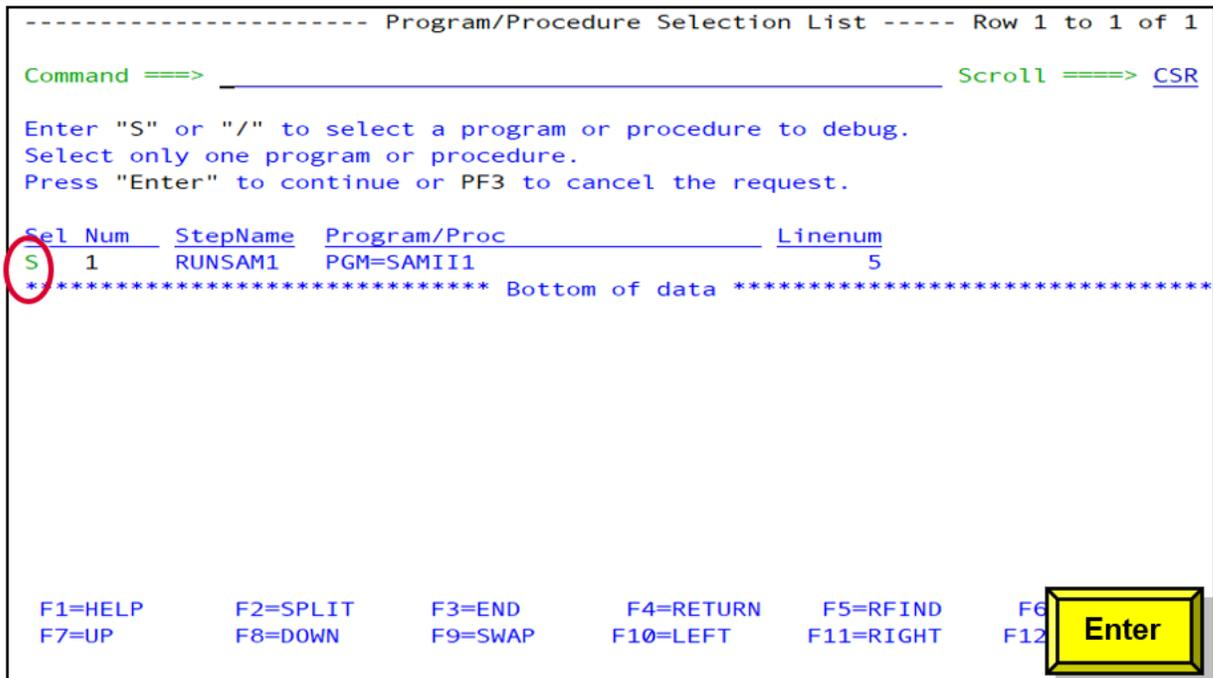 ----------------------- Program/Procedure Selection List ----- Row 1 to 1 of 1
Command ===> _ Scroll ====> CSR
Enter "S" or "/" to select a program or procedure to debug.
Select only one program or procedure.
Press "Enter" to continue or PF3 to cancel the request.
Sel Num StepName Program/Proc Linenum
S 1 RUNSAM1 PGM=SAMII1 5
******************************* Bottom of data ********************************
F1=HELP F2=SPLIT F3=END F4=RETURN F5=RFIND F6
F7=UP F8=DOWN F9=SWAP F10=LEFT F11=RIGHT F12
Enter